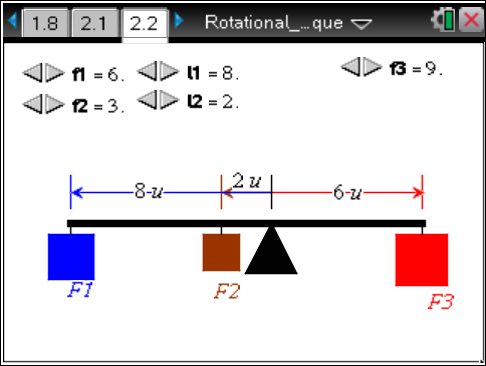 1.8 2.1 2.2 Rotational_...que
f1 = 6. l1 = 8. f3 = 9.
f2 = 3. l2 = 2.
8·u 2 u 6·u
F1 F2 F3